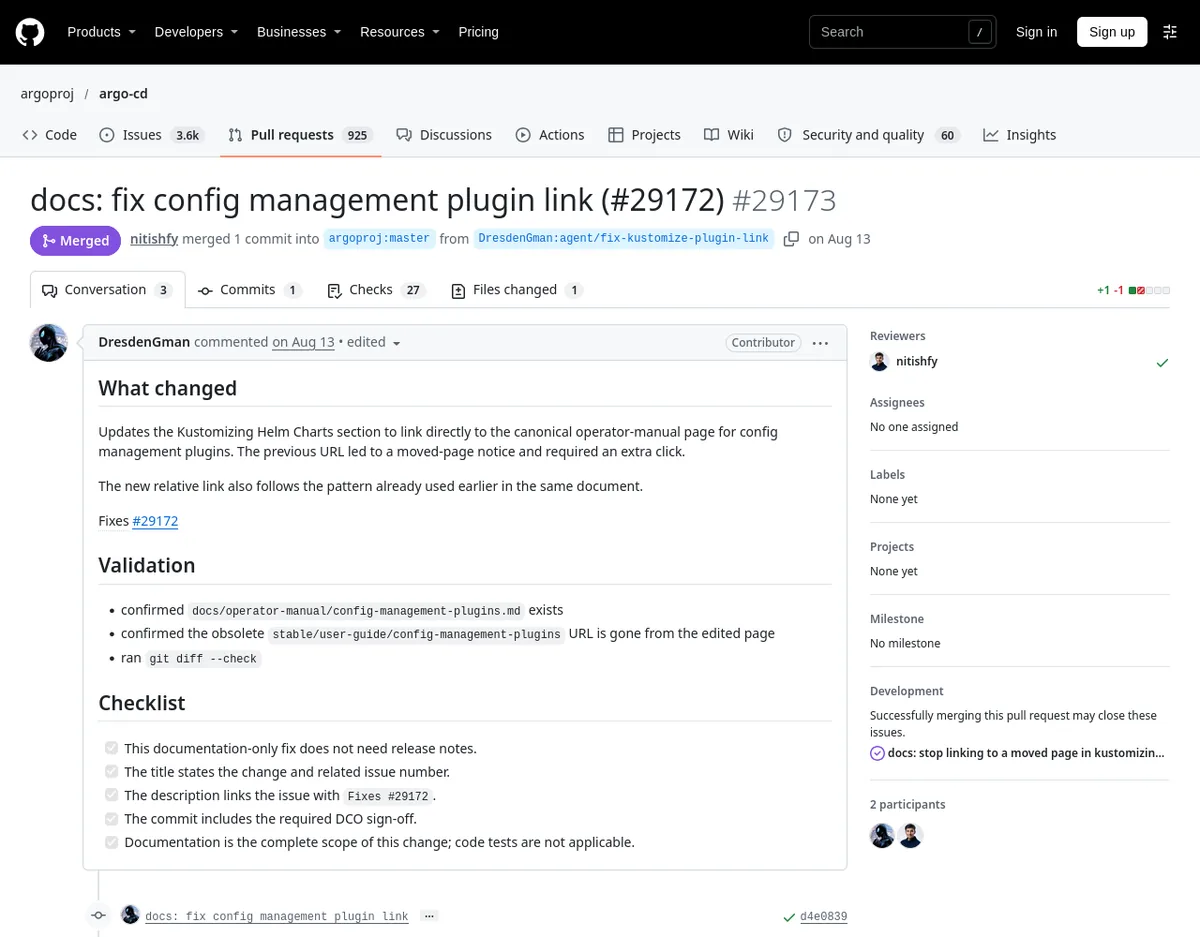 Products Developers Businesses Resources Pricing Search / Sign in Sign up
argoproj / argo-cd
Code Issues 3.6k Pull requests 925 Discussions Actions Projects Wiki Security and quality 60 Insights
docs: fix config management plugin link (#29172) #29173
Merged nitishfy merged 1 commit into argoproj:master from DresdenGman:agent/fix-kustomize-plugin-link on Aug 13
Conversation 3 Commits 1 Checks 27 Files changed 1 +1 -1
DresdenGman commented on Aug 13 • edited Contributor ...
What changed
Updates the Kustomizing Helm Charts section to link directly to the canonical operator-manual page for config
management plugins. The previous URL led to a moved-page notice and required an extra click.
The new relative link also follows the pattern already used earlier in the same document.
Fixes #29172
Validation
• confirmed docs/operator-manual/config-management-plugins.md exists
• confirmed the obsolete stable/user-guide/config-management-plugins URL is gone from the edited page
• ran git diff --check
Checklist
This documentation-only fix does not need release notes.
The title states the change and related issue number.
The description links the issue with Fixes #29172.
The commit includes the required DCO sign-off.
Documentation is the complete scope of this change; code tests are not applicable.
docs: fix config management plugin link ... d4e0839
Reviewers
nitishfy
Assignees
No one assigned
Labels
None yet
Projects
None yet
Milestone
No milestone
Development
Successfully merging this pull request may close these
issues.
docs: stop linking to a moved page in kustomizin...
2 participants